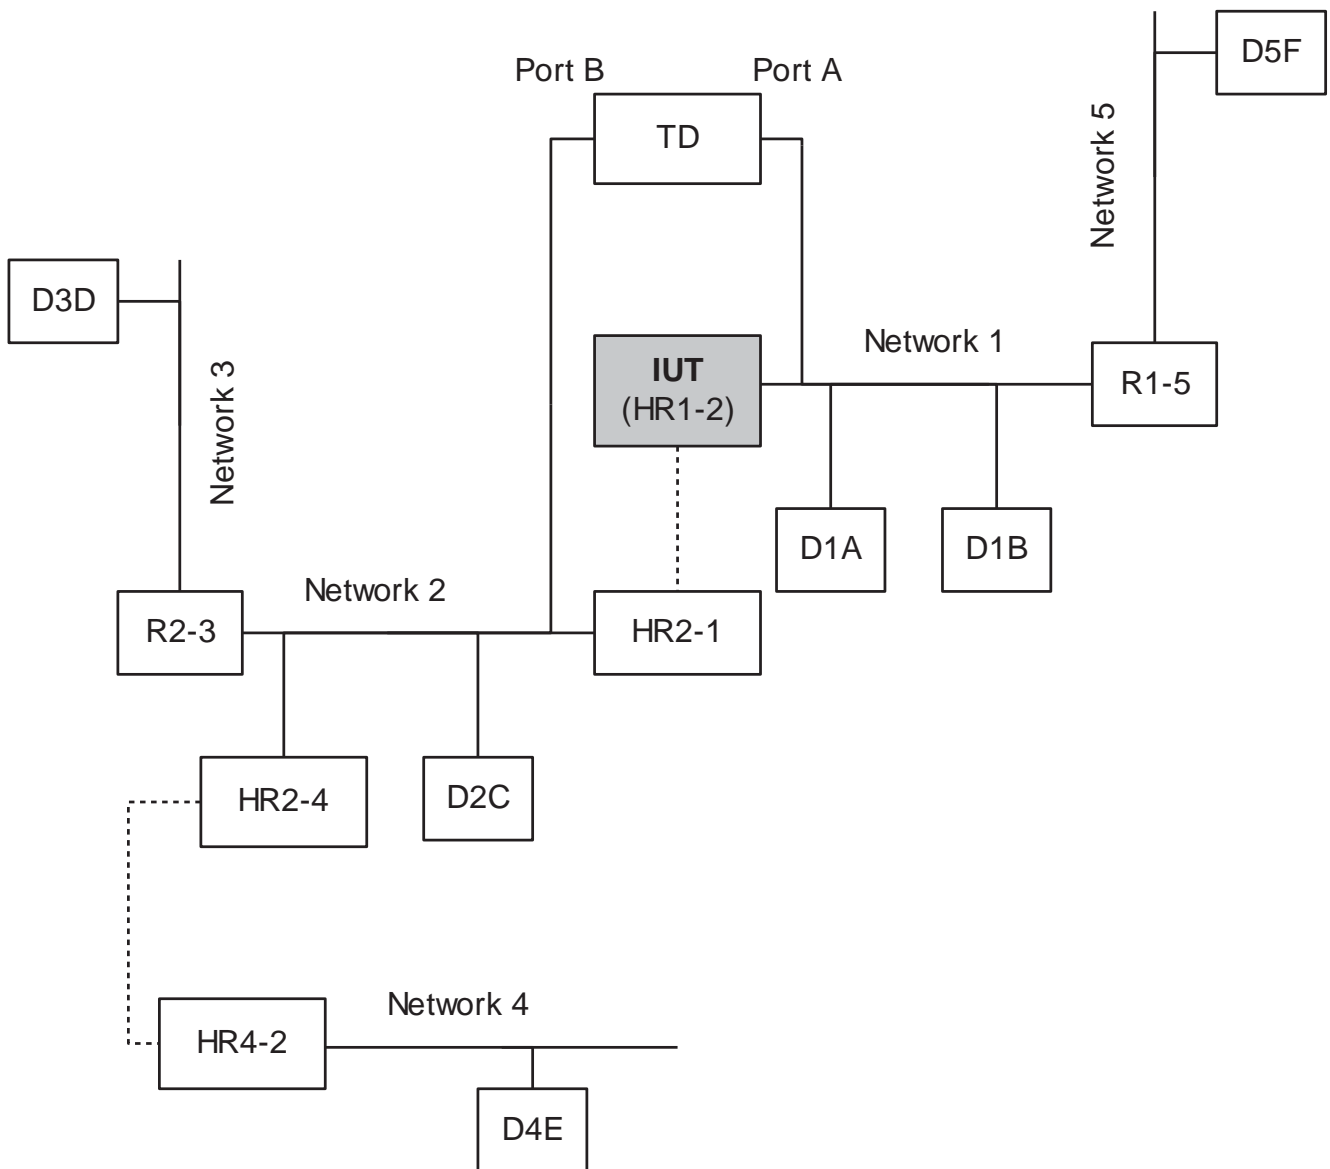 D5F
Port B
Port A
TD
Network 5
D3D
Network 1
IUT
(HR1-2)
R1-5
Network 3
D1A
D1B
Network 2
R2-3
HR2-1
HR2-4
D2C
Network 4
HR4-2
D4E